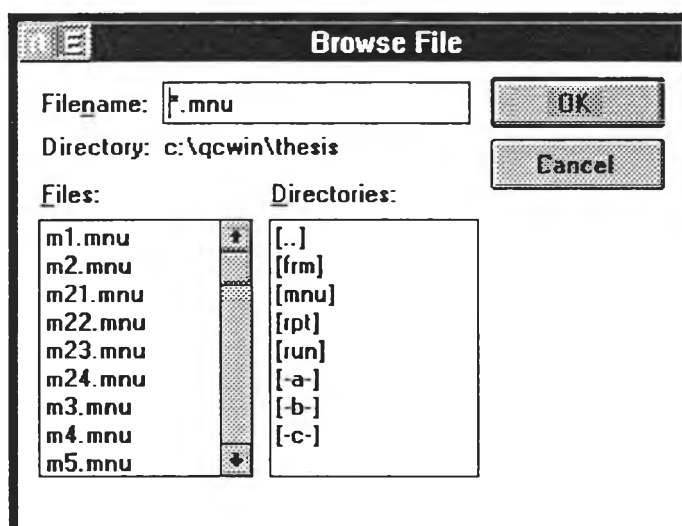 Browse File
Filename: *.mnu
OK
Directory: c:\qcwin\thesis
Cancel
Files:
Directories:
m1.mnu
m2.mnu
m21.mnu
m22.mnu
m23.mnu
m24.mnu
m3.mnu
m4.mnu
m5.mnu
[..]
[frm]
[mnu]
[rpt]
[run]
[-a-]
[-b-]
[-c-]